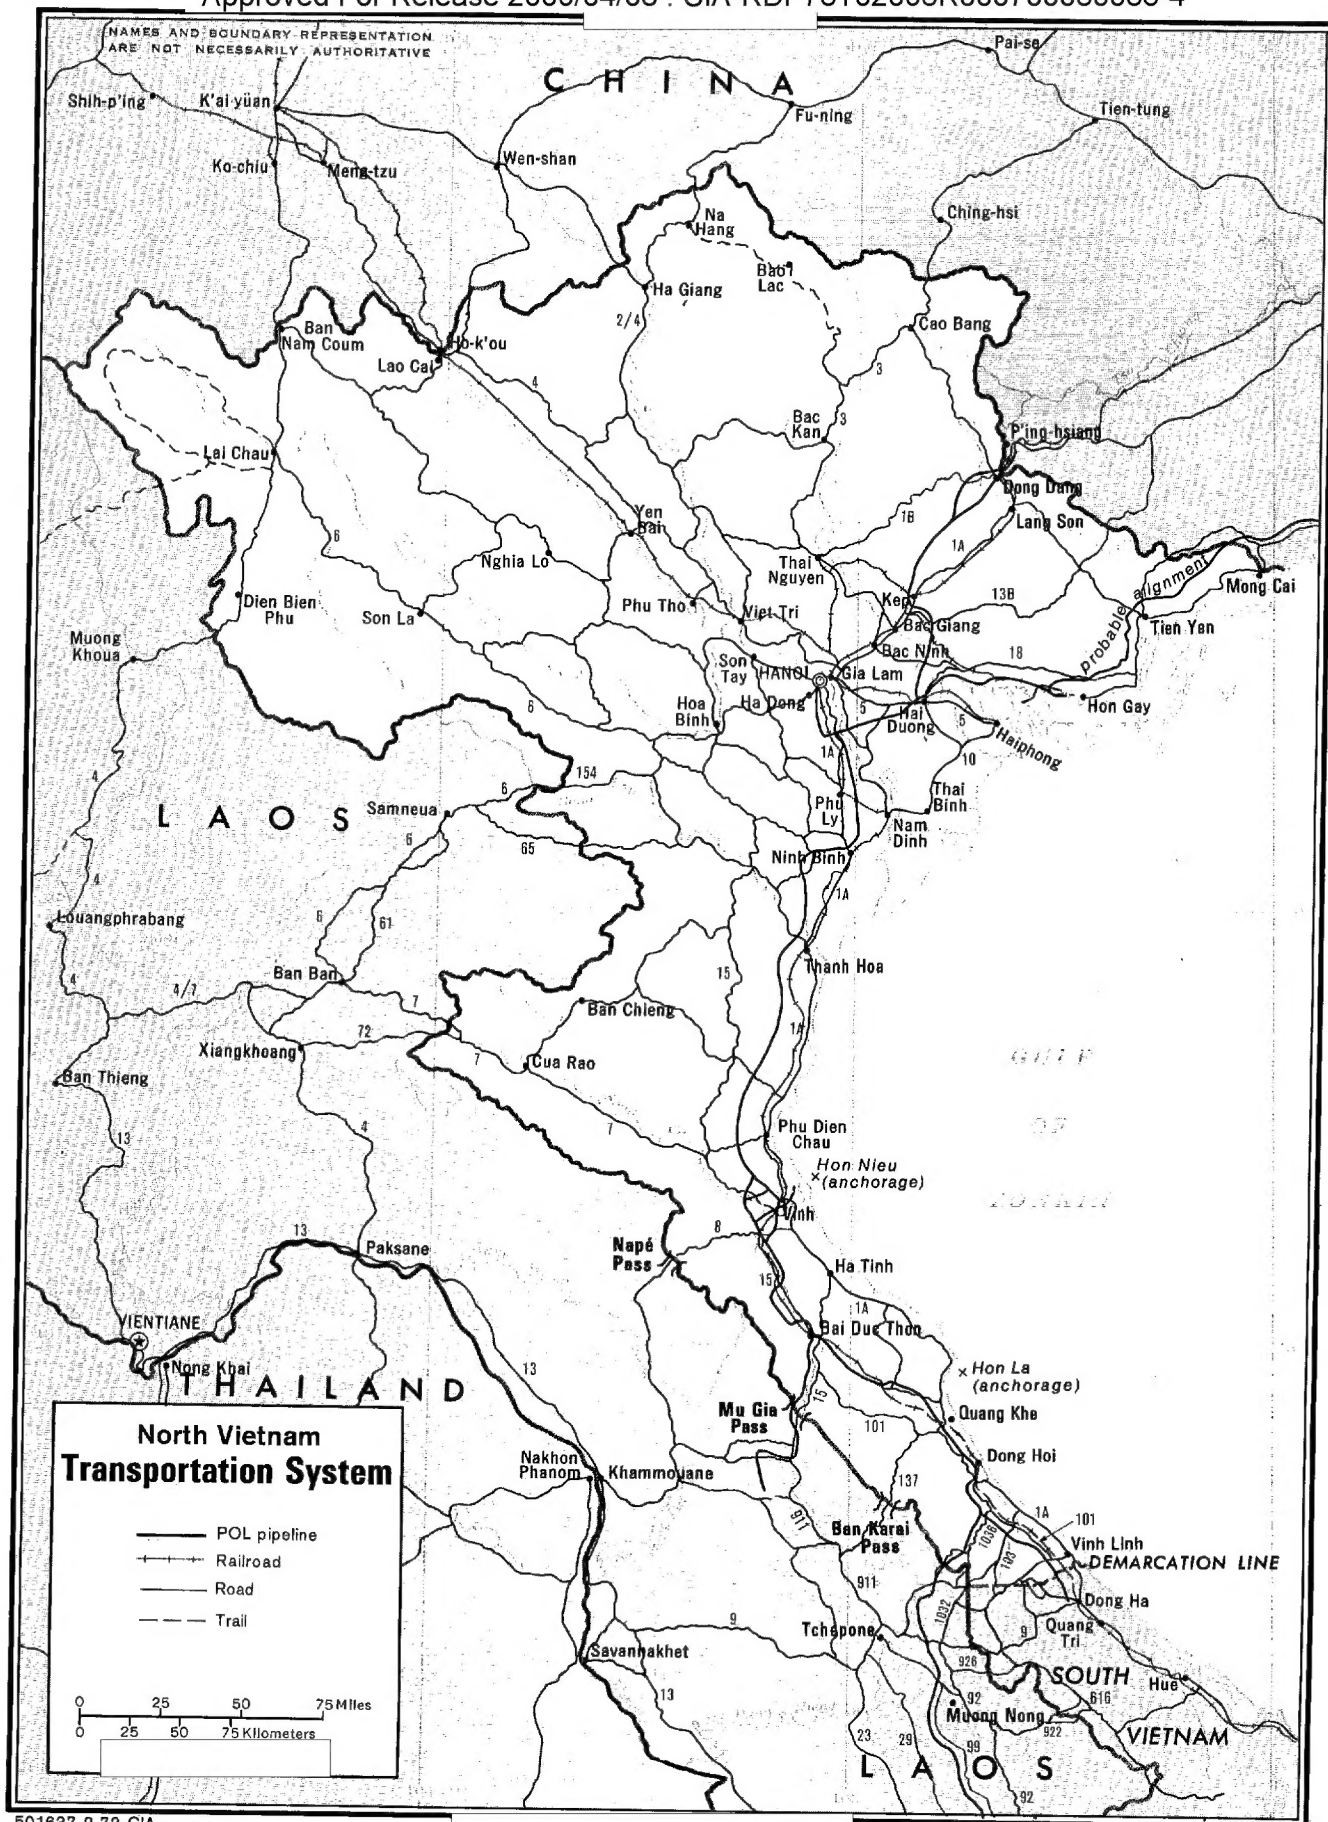 NAMES AND BOUNDARY REPRESENTATION
ARE NOT NECESSARILY AUTHORITATIVE
CHINA
Pai-se
Shih-p'ing
K'ai-yüan
Fu-ning
Tien-tung
Ko-chiu
Meng-tzu
Wen-shan
Ching-hsi
Na
Hang
Bao
Lac
Ha Giang
2/4
Cao Bang
Ban
Nam Coum
Ho-k'ou
Lao Cai
4
3
Bac
Kan
3
P'ing-hsiang
Lai Chau
Dong Dang
Lang Son
1B
Yen
Bai
6
1A
Nghia Lo
Thai
Nguyen
probable alignment
Mong Cai
Dien Bien
Phu
Son La
Phu Tho
Viet Tri
Kep
13B
Bac Giang
Tien Yen
Muong
Khoua
Bac Ninh
18
Son
Tay
HANOI
Gia Lam
Hoa
Binh
Ha Dong
Hai
Duong
Hon Gay
6
5
5
Haiphong
1A
10
4
154
6
LAOS
Samneua
Phu
Ly
Thai
Binh
Nam
Dinh
6
65
Ninh Binh
1A
4
Louangphrabang
6
61
15
Thanh Hoa
Ban Ban
4
4/7
7
Ban Chieng
72
1A
Xiangkhoang
7
Cua Rao
GULF
OF
TONKIN
Ban Thieng
13
4
7
Phu Dien
Chau
Hon Nieu
(anchorage)
Vinh
8
13
Paksane
Napé
Pass
15
Ha Tinh
1A
VIENTIANE
Bai Duc Thon
Nong Khai
13
Hon La
(anchorage)
THAILAND
Mu Gia
Pass
15
101
Quang Khe
Nakhon
Phanom
Khammouane
Dong Hoi
137
911
Ban Karai
Pass
1A
101
1036
103
Vinh Linh
DEMARCATION LINE
911
1032
Dong Ha
9
Tchepone
9
Quang
Tri
Savannakhet
926
SOUTH
VIETNAM
Hue
13
92
616
Muong Nong
922
23
29
99
LAOS
92
North Vietnam
Transportation System
POL pipeline
Railroad
Road
Trail
0 25 50 75 Miles
0 25 50 75 Kilometers